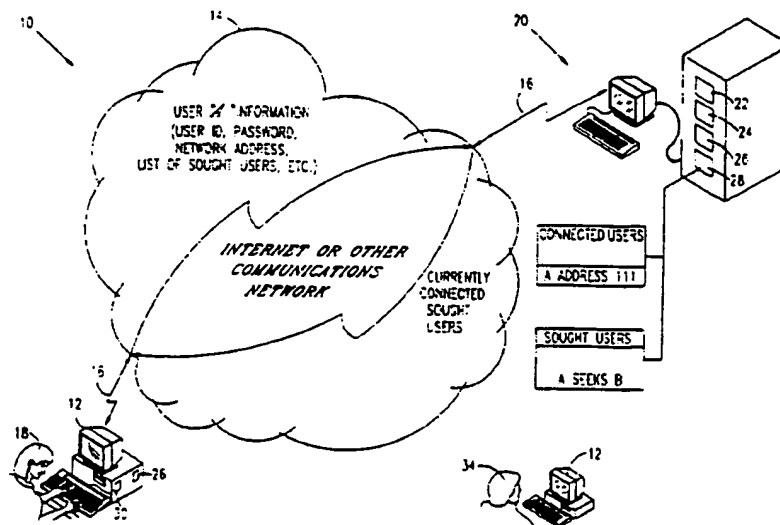 10
14
20
16
USER "A" INFORMATION
(USER ID, PASSWORD,
NETWORK ADDRESS,
LIST OF SOUGHT USERS, ETC.)
22
24
26
28
INTERNET OR OTHER
COMMUNICATIONS
NETWORK
CURRENTLY
CONNECTED
SOUGHT
USERS
CONNECTED USERS
A ADDRESS 111
SOUGHT USERS
A SEEKS B
16
12
18
26
30
34
12